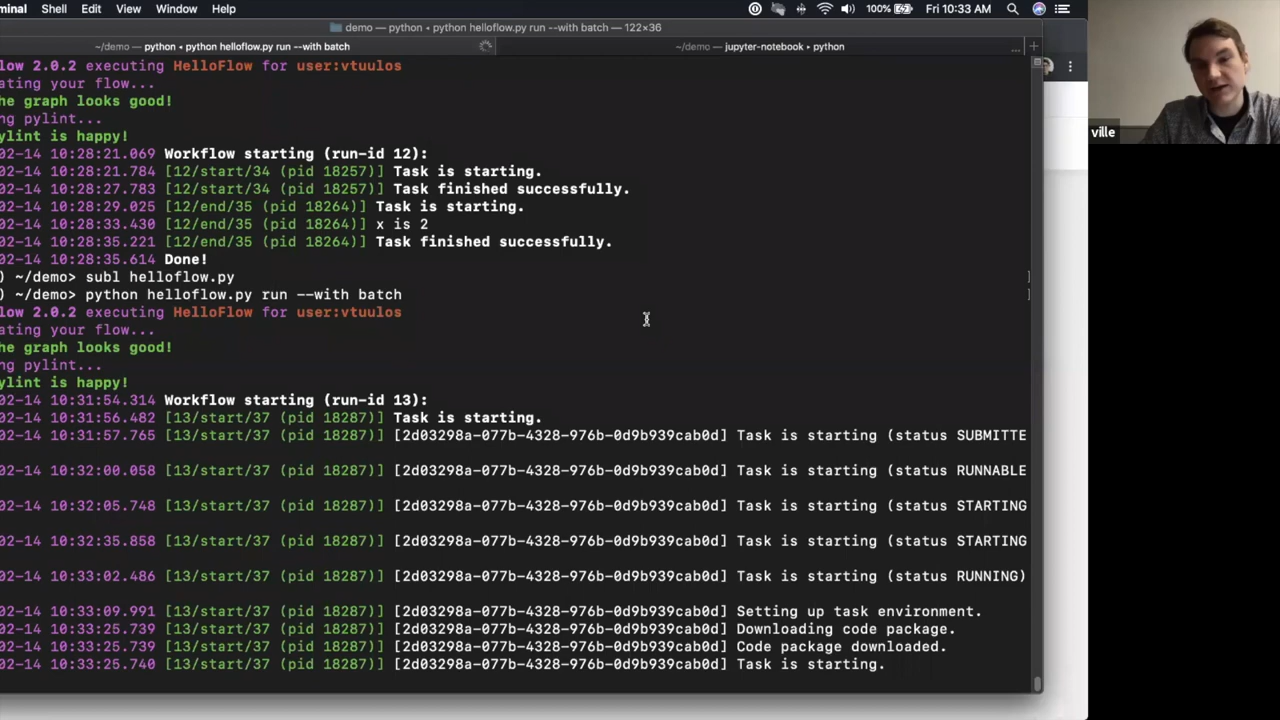 minal Shell Edit View Window Help 100% Fri 10:33 AM
demo — python • python helloflow.py run --with batch — 122×36
~/demo — python • python helloflow.py run --with batch ~/demo — jupyter-notebook ▸ python ... +
low 2.0.2 executing HelloFlow for user:vtuulos
ating your flow...
he graph looks good!
ng pylint...
ylint is happy!
02-14 10:28:21.069 Workflow starting (run-id 12):
02-14 10:28:21.784 [12/start/34 (pid 18257)] Task is starting.
02-14 10:28:27.783 [12/start/34 (pid 18257)] Task finished successfully.
02-14 10:28:29.025 [12/end/35 (pid 18264)] Task is starting.
02-14 10:28:33.430 [12/end/35 (pid 18264)] x is 2
02-14 10:28:35.221 [12/end/35 (pid 18264)] Task finished successfully.
02-14 10:28:35.614 Done!
) ~/demo> subl helloflow.py ]
) ~/demo> python helloflow.py run --with batch ]
low 2.0.2 executing HelloFlow for user:vtuulos
ating your flow...
he graph looks good!
ng pylint...
ylint is happy!
02-14 10:31:54.314 Workflow starting (run-id 13):
02-14 10:31:56.482 [13/start/37 (pid 18287)] Task is starting.
02-14 10:31:57.765 [13/start/37 (pid 18287)] [2d03298a-077b-4328-976b-0d9b939cab0d] Task is starting (status SUBMITTE
02-14 10:32:00.058 [13/start/37 (pid 18287)] [2d03298a-077b-4328-976b-0d9b939cab0d] Task is starting (status RUNNABLE
02-14 10:32:05.748 [13/start/37 (pid 18287)] [2d03298a-077b-4328-976b-0d9b939cab0d] Task is starting (status STARTING
02-14 10:32:35.858 [13/start/37 (pid 18287)] [2d03298a-077b-4328-976b-0d9b939cab0d] Task is starting (status STARTING
02-14 10:33:02.486 [13/start/37 (pid 18287)] [2d03298a-077b-4328-976b-0d9b939cab0d] Task is starting (status RUNNING)
02-14 10:33:09.991 [13/start/37 (pid 18287)] [2d03298a-077b-4328-976b-0d9b939cab0d] Setting up task environment.
02-14 10:33:25.739 [13/start/37 (pid 18287)] [2d03298a-077b-4328-976b-0d9b939cab0d] Downloading code package.
02-14 10:33:25.739 [13/start/37 (pid 18287)] [2d03298a-077b-4328-976b-0d9b939cab0d] Code package downloaded.
02-14 10:33:25.740 [13/start/37 (pid 18287)] [2d03298a-077b-4328-976b-0d9b939cab0d] Task is starting.
ville